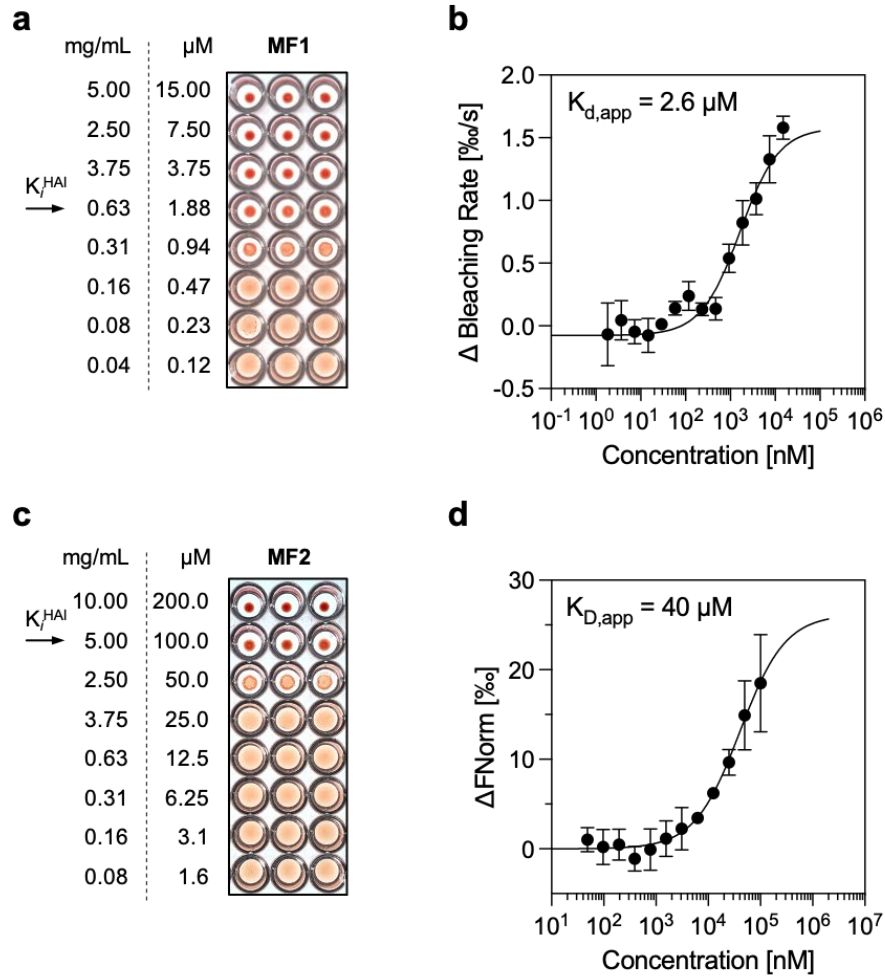 a
mg/mL µM MF1
5.00 15.00
2.50 7.50
3.75 3.75
KiHAI
0.63 1.88
0.31 0.94
0.16 0.47
0.08 0.23
0.04 0.12
b
Kd,app = 2.6 µM
Δ Bleaching Rate [‰/s]
2.0
1.5
1.0
0.5
0.0
-0.5
10-1 100 101 102 103 104 105 106
Concentration [nM]
c
mg/mL µM MF2
10.00 200.0
KiHAI
5.00 100.0
2.50 50.0
3.75 25.0
0.63 12.5
0.31 6.25
0.16 3.1
0.08 1.6
d
KD,app = 40 µM
ΔFNorm [‰]
30
20
10
0
101 102 103 104 105 106 107
Concentration [nM]